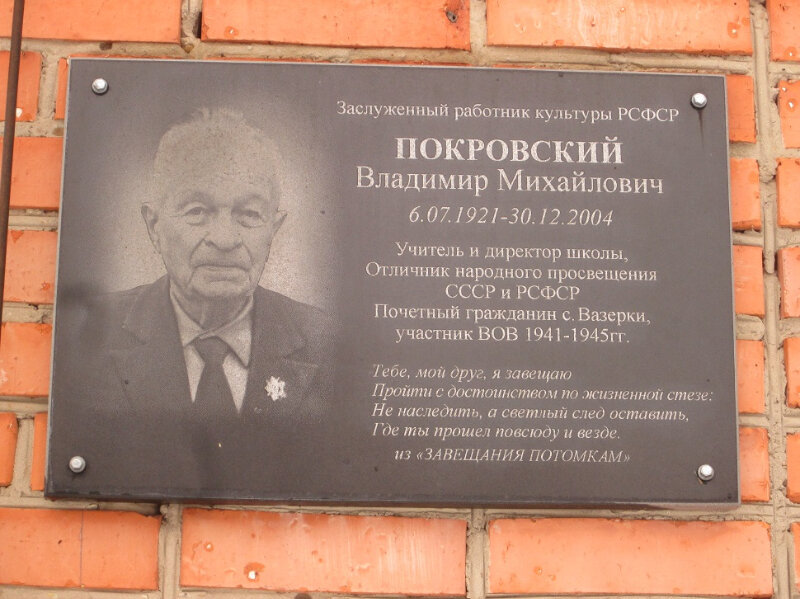 Заслуженный работник культуры РСФСР
ПОКРОВСКИЙ
Владимир Михайлович
6.07.1921-30.12.2004
Учитель и директор школы,
Отличник народного просвещения
СССР и РСФСР
Почетный гражданин с. Вазерки,
участник ВОВ 1941-1945гг.
Тебе, мой друг, я завещаю
Пройти с достоинством по жизненной стезе:
Не наследить, а светлый след оставить,
Где ты прошел повсюду и везде.
из «ЗАВЕЩАНИЯ ПОТОМКАМ»